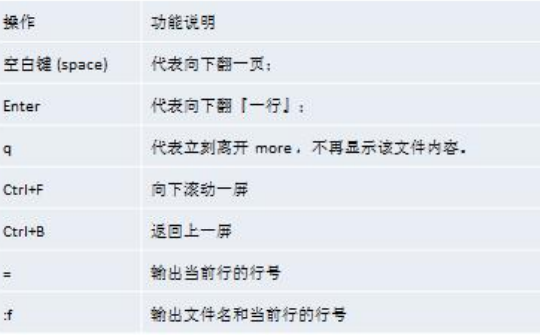 操作 功能说明
空白键 (space) 代表向下翻一页；
Enter 代表向下翻『一行』；
q 代表立刻离开 more ，不再显示该文件内容。
Ctrl+F 向下滚动一屏
Ctrl+B 返回上一屏
= 输出当前行的行号
:f 输出文件名和当前行的行号